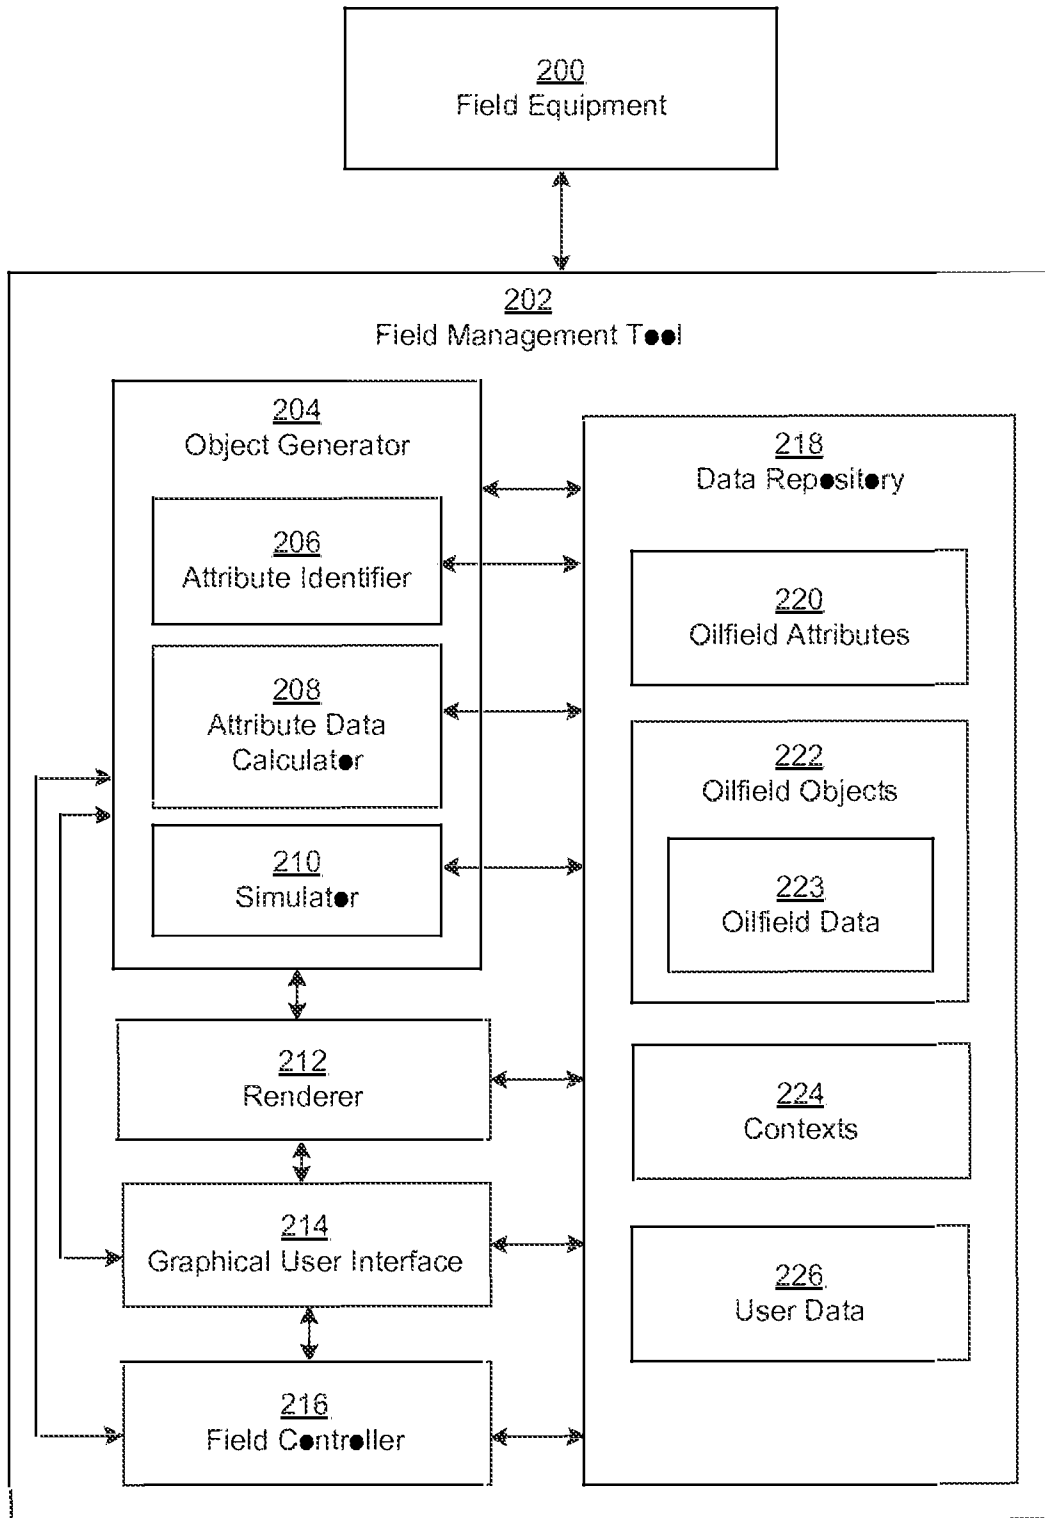 200
Field Equipment
202
Field Management Tool
204
Object Generator
206
Attribute Identifier
208
Attribute Data
Calculator
210
Simulator
212
Renderer
214
Graphical User Interface
216
Field Controller
218
Data Repository
220
Oilfield Attributes
222
Oilfield Objects
223
Oilfield Data
224
Contexts
226
User Data